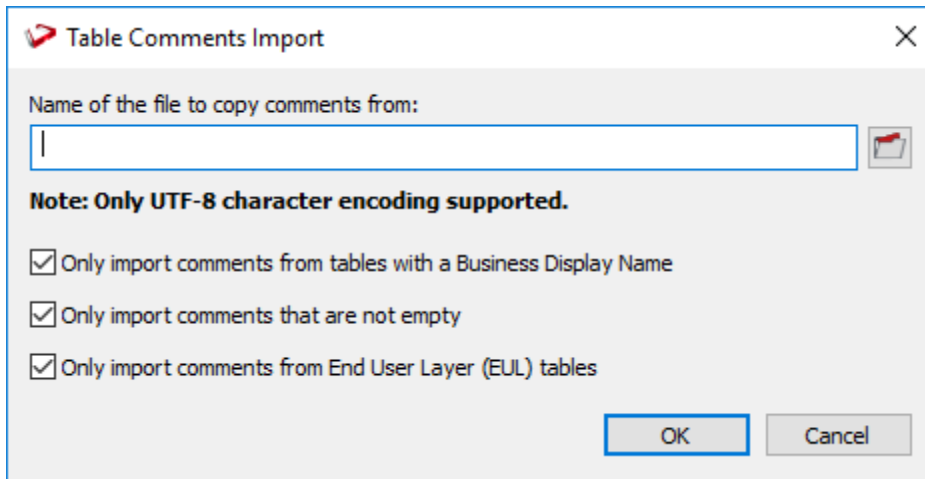 Table Comments Import
Name of the file to copy comments from:
Note: Only UTF-8 character encoding supported.
Only import comments from tables with a Business Display Name
Only import comments that are not empty
Only import comments from End User Layer (EUL) tables
OK Cancel